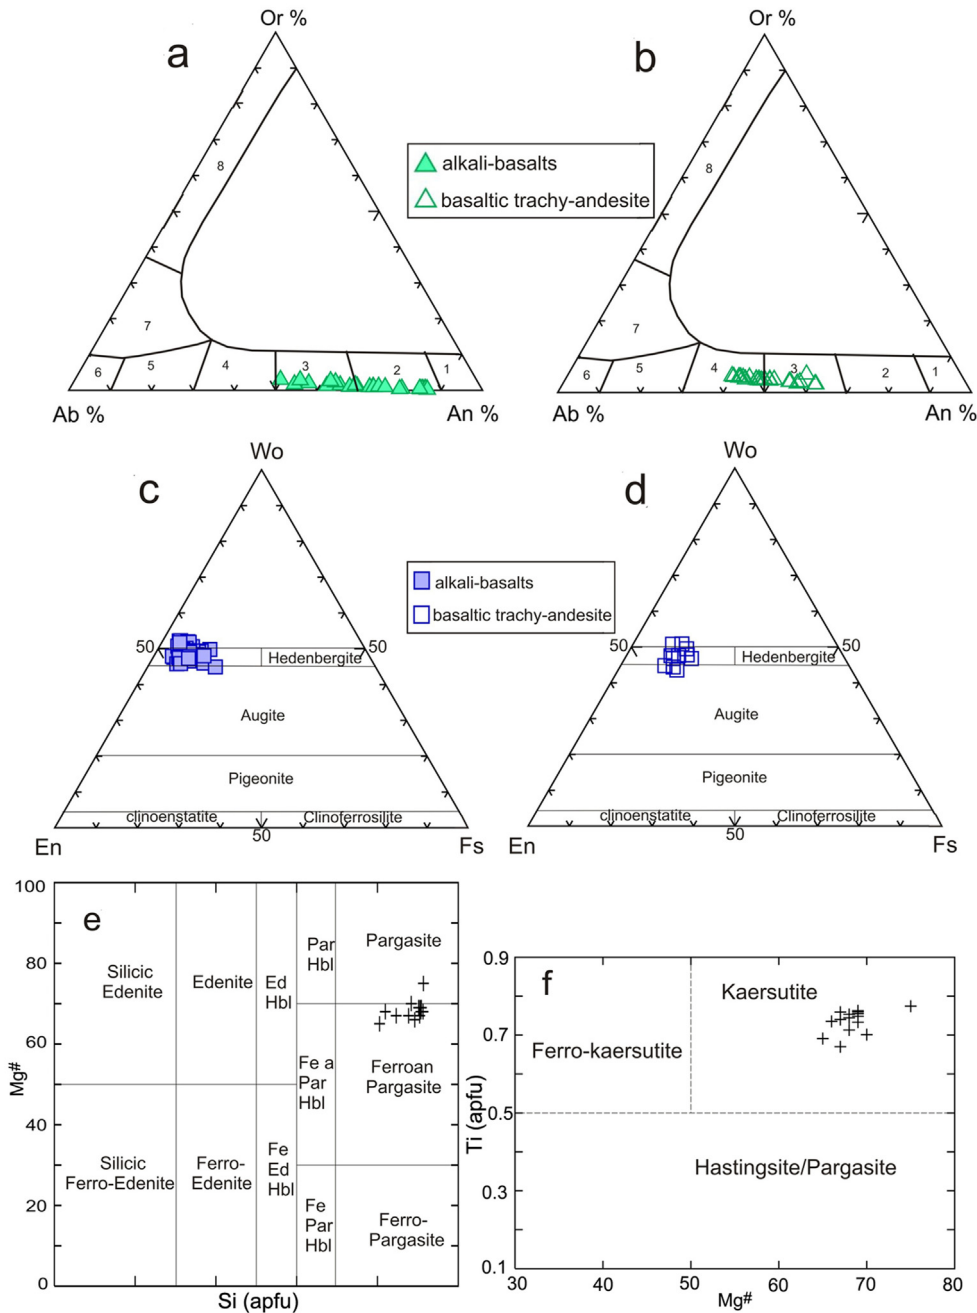 Or %
Or %
a
b
8
8
alkali-basalts
basaltic trachy-andesite
7
7
6
5
4
3
2
1
6
5
4
3
2
1
Ab %
An %
Ab %
An %
Wo
Wo
c
d
alkali-basalts
basaltic trachy-andesite
50
50
50
50
Hedenbergite
Hedenbergite
Augite
Augite
Pigeonite
Pigeonite
clinoenstatite
Clinoferrosilite
clinoenstatite
Clinoferrosilite
50
50
En
Fs
En
Fs
100
80
60
40
20
0
Mg#
e
Silicic
Edenite
Edenite
Ed
Hbl
Par
Hbl
Pargasite
Fe a
Par
Hbl
Ferroan
Pargasite
Silicic
Ferro-Edenite
Ferro-
Edenite
Fe
Ed
Hbl
Fe
Par
Hbl
Ferro-
Pargasite
Si (apfu)
0.9
0.7
0.5
0.3
0.1
Ti (apfu)
f
Kaersutite
Ferro-kaersutite
Hastingsite/Pargasite
30
40
50
60
70
80
Mg#